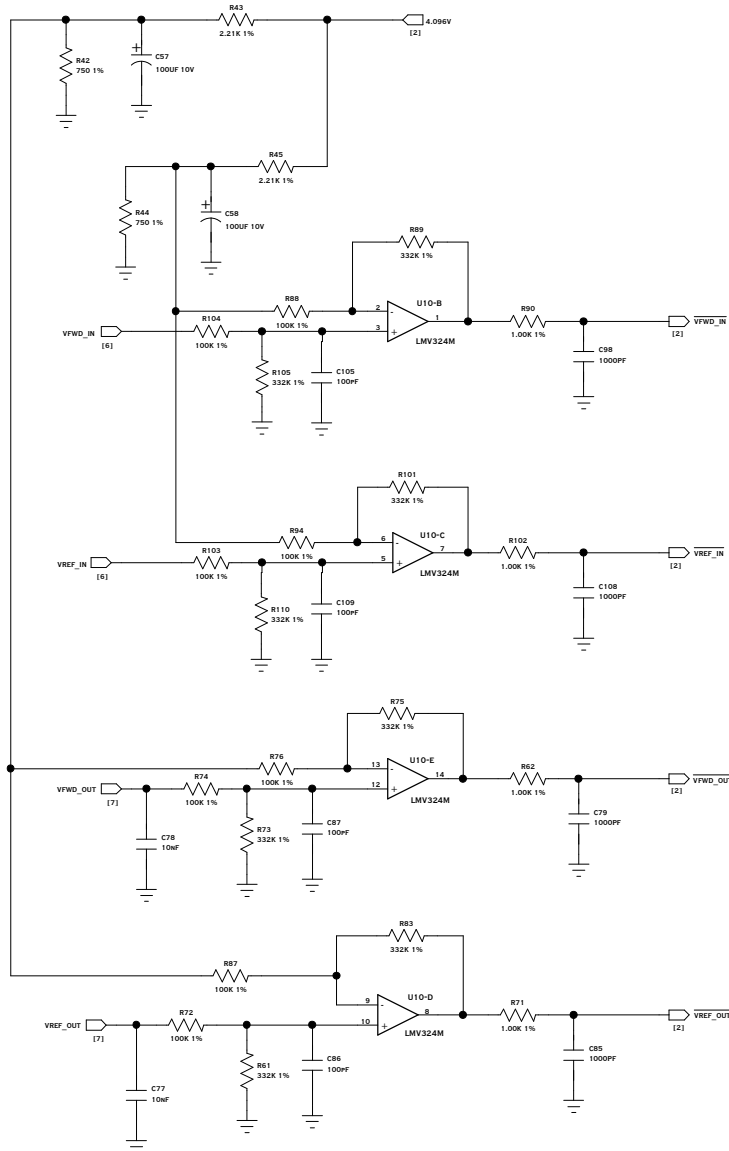 R43
2.21K 1%
4.096V
[2]
R42
750 1%
+
C57
100UF 10V
R45
2.21K 1%
R44
750 1%
+
C58
100UF 10V
R89
332K 1%
U10-B
R88
100K 1%
2
-
1
3
+
LMV324M
R90
1.00K 1%
VFWD_IN
[2]
VFWD_IN
[6]
R104
100K 1%
R105
332K 1%
C105
100PF
C98
1000PF
R101
332K 1%
U10-C
R94
100K 1%
6
-
7
5
+
LMV324M
R102
1.00K 1%
VREF_IN
[2]
VREF_IN
[6]
R103
100K 1%
R110
332K 1%
C109
100PF
C108
1000PF
R75
332K 1%
U10-E
R76
100K 1%
13
-
14
12
+
LMV324M
R62
1.00K 1%
VFWD_OUT
[2]
VFWD_OUT
[7]
R74
100K 1%
C78
10NF
R73
332K 1%
C87
100PF
C79
1000PF
R83
332K 1%
R87
100K 1%
U10-D
9
-
8
10
+
LMV324M
R71
1.00K 1%
VREF_OUT
[2]
VREF_OUT
[7]
R72
100K 1%
C77
10NF
R61
332K 1%
C86
100PF
C85
1000PF